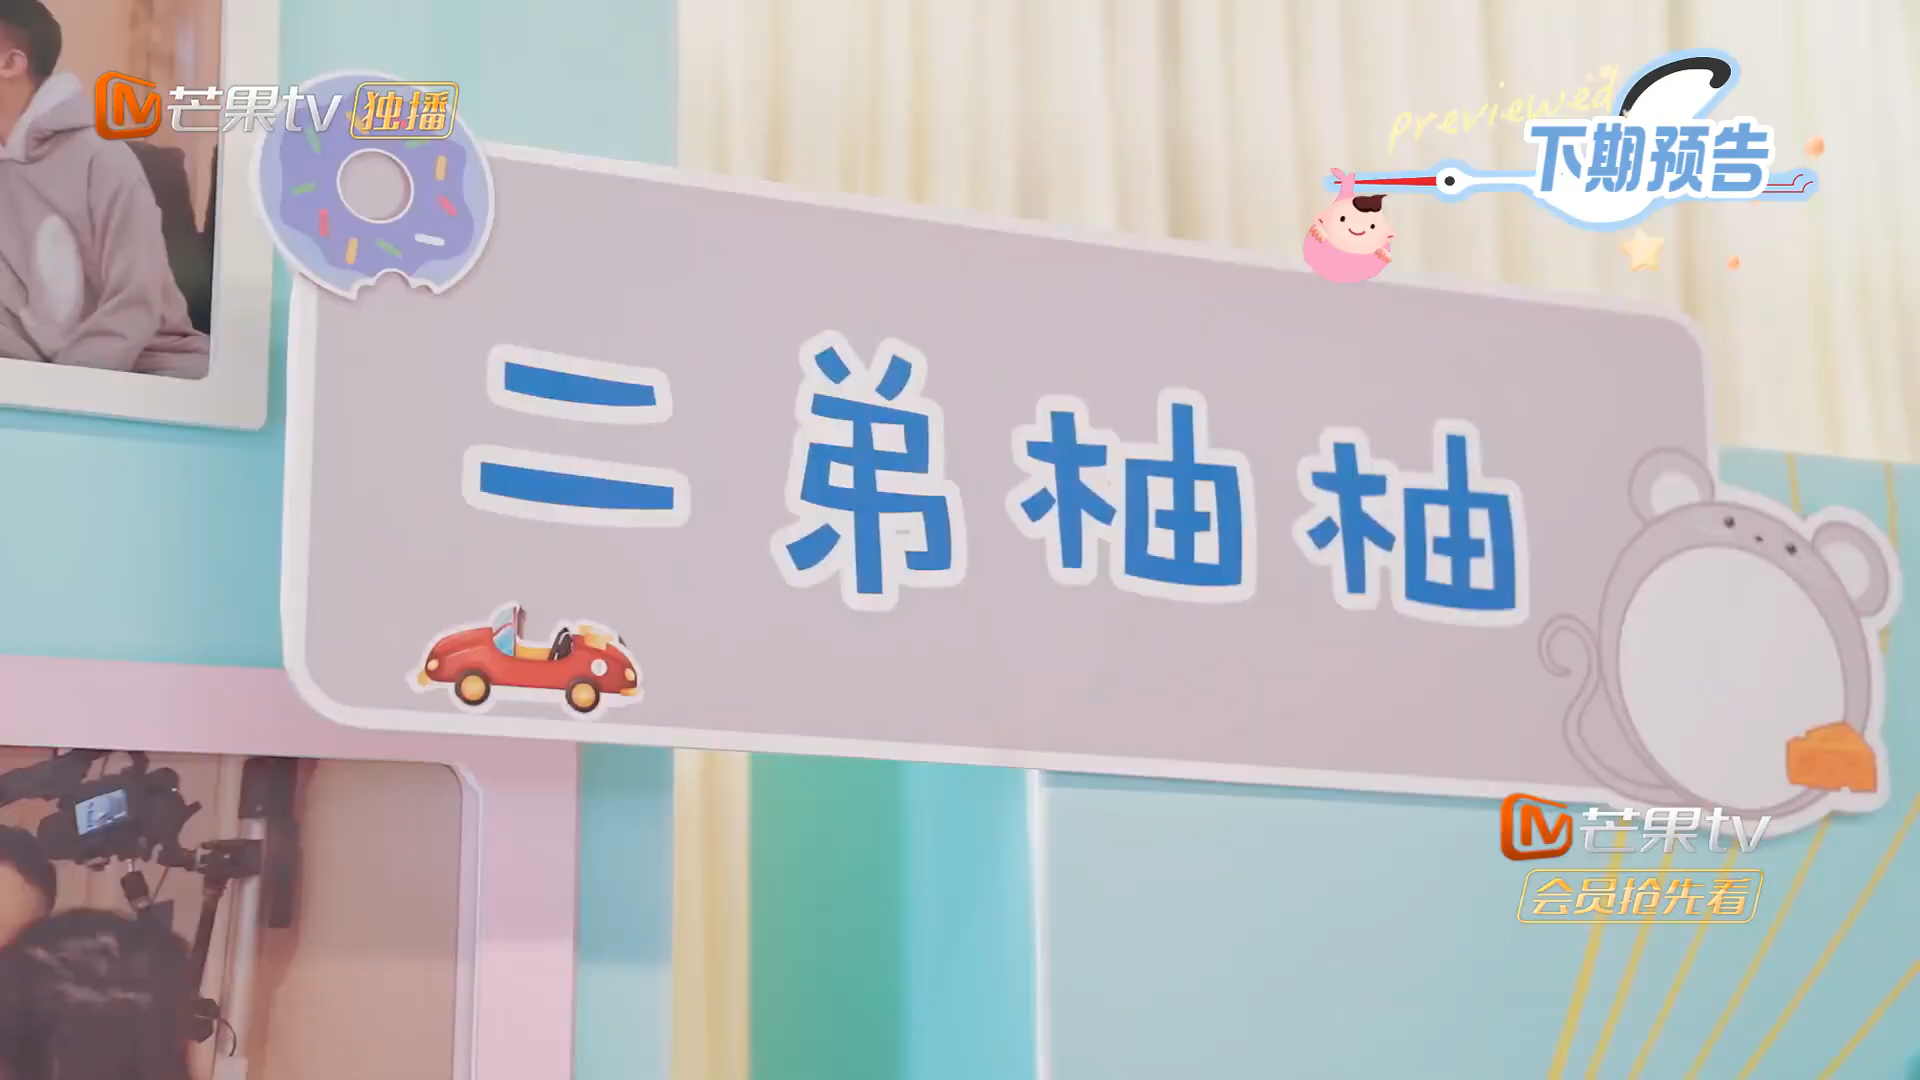 芒果tv 独播
previewed
下期预告
二弟柚柚
芒果tv
会员抢先看